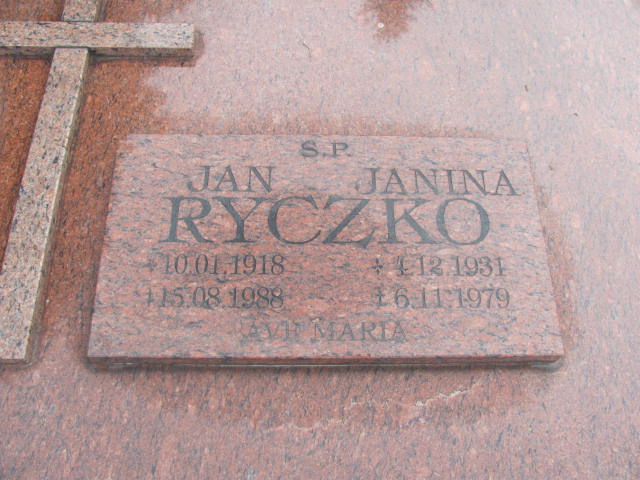 S.P.
JAN JANINA
RYCZKO
* 10.01.1918 * 4.12.1931
† 15.08.1988 † 6.11.1979
AVE MARIA